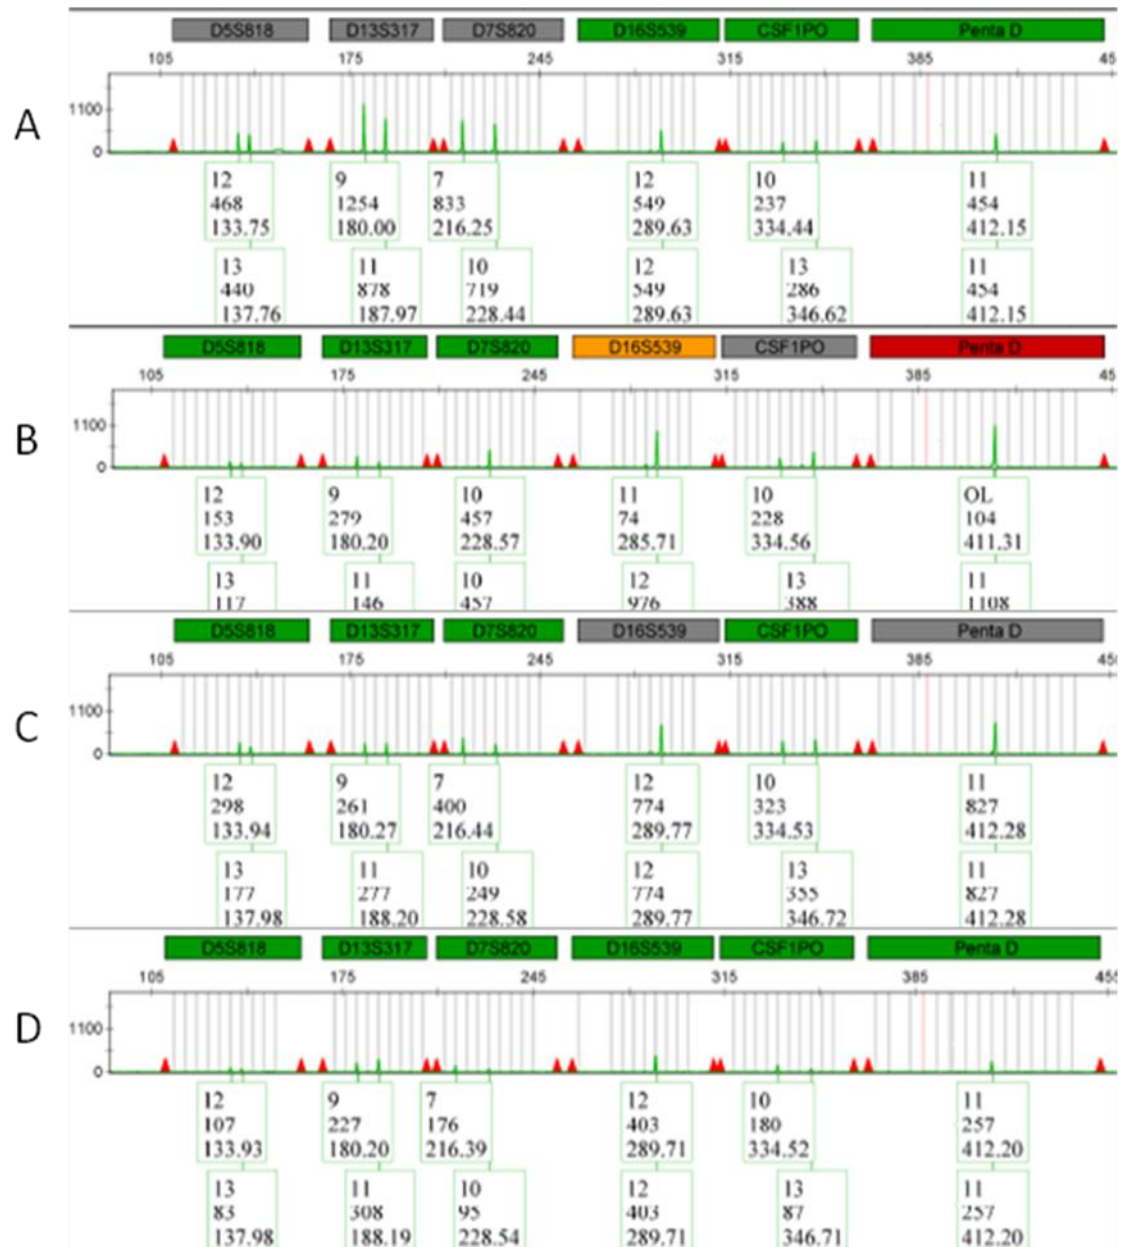 D5S818 D13S317 D7S820 D16S539 CSF1PO Penta D
105 175 245 315 385 45
A
1100
0
12 9 7 12 10 11
468 1254 833 549 237 454
133.75 180.00 216.25 289.63 334.44 412.15
13 11 10 12 13 11
440 878 719 549 286 454
137.76 187.97 228.44 289.63 346.62 412.15
D5S818 D13S317 D7S820 D16S539 CSF1PO Penta D
105 175 245 315 385 45
B
1100
0
12 9 10 11 10 OL
153 279 457 74 228 104
133.90 180.20 228.57 285.71 334.56 411.31
13 11 10 12 13 11
117 146 457 976 388 1108
D5S818 D13S317 D7S820 D16S539 CSF1PO Penta D
105 175 245 315 385 45
C
1100
0
12 9 7 12 10 11
298 261 400 774 323 827
133.94 180.27 216.44 289.77 334.53 412.28
13 11 10 12 13 11
177 277 249 774 355 827
137.98 188.20 228.58 289.77 346.72 412.28
D5S818 D13S317 D7S820 D16S539 CSF1PO Penta D
105 175 245 315 385 455
D
1100
0
12 9 7 12 10 11
107 227 176 403 180 257
133.93 180.20 216.39 289.71 334.52 412.20
13 11 10 12 13 11
83 308 95 403 87 257
137.98 188.19 228.54 289.71 346.71 412.20